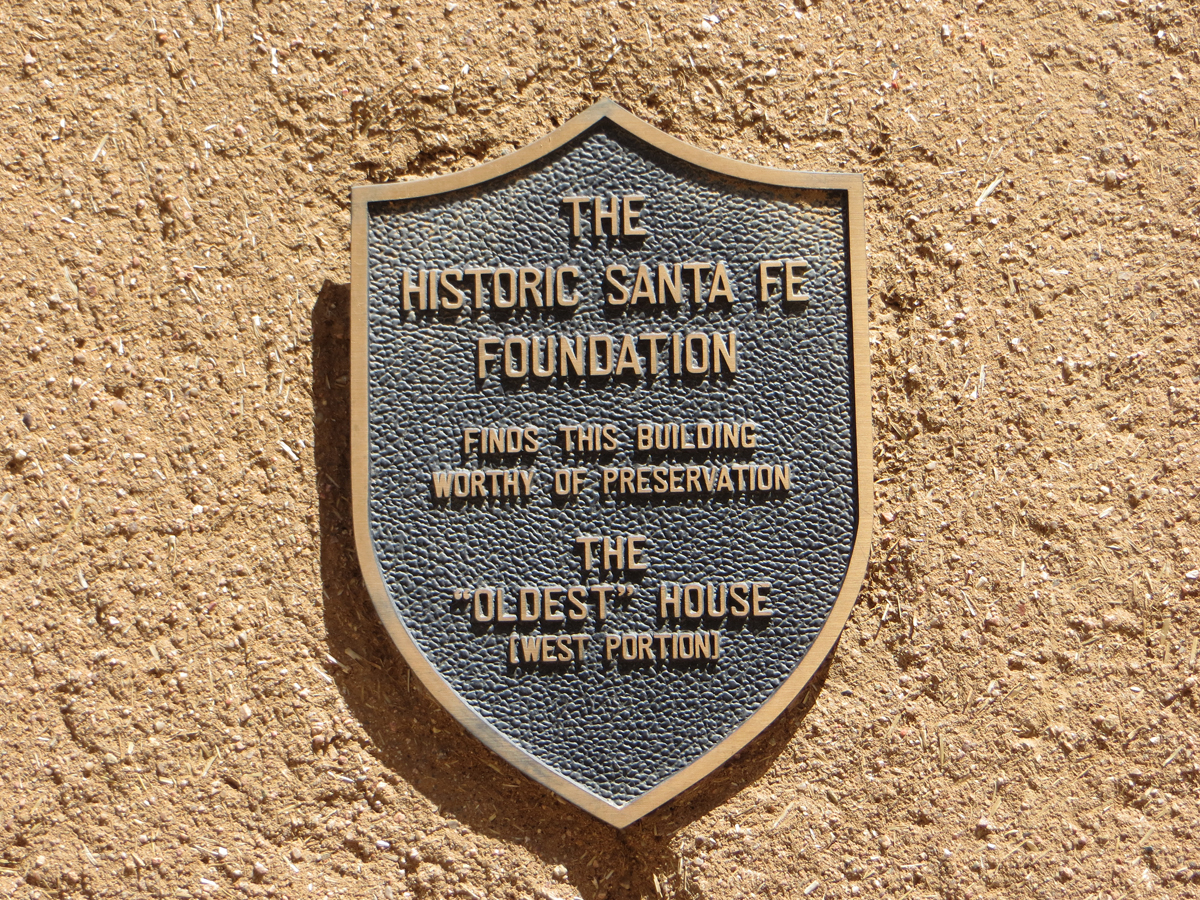 THE
HISTORIC SANTA FE
FOUNDATION
FINDS THIS BUILDING
WORTHY OF PRESERVATION
THE
“OLDEST” HOUSE
[WEST PORTION]